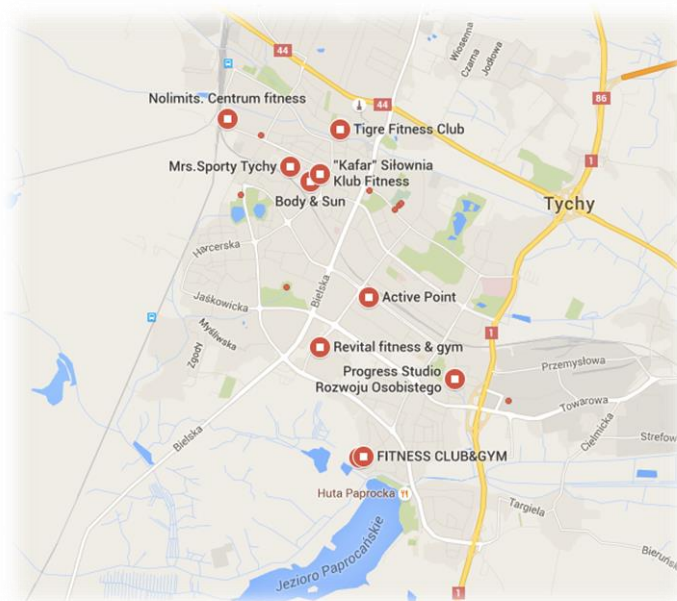 44
Wiosenna
Czarna
Jodłowa
86
Nolimits. Centrum fitness
44
Tigre Fitness Club
1
Mrs.Sporty Tychy
"Kafar" Siłownia
Klub Fitness
Body & Sun
Tychy
Harcerska
Bielska
Jaśkowicka
Active Point
Myśliwska
Zgody
1
Revital fitness & gym
Przemysłowa
Progress Studio
Rozwoju Osobistego
Towarowa
Cielmicka
Bielska
Strefow
FITNESS CLUB&GYM
Huta Paprocka
Targiela
Bieruń
Jezioro Paprocańskie
1